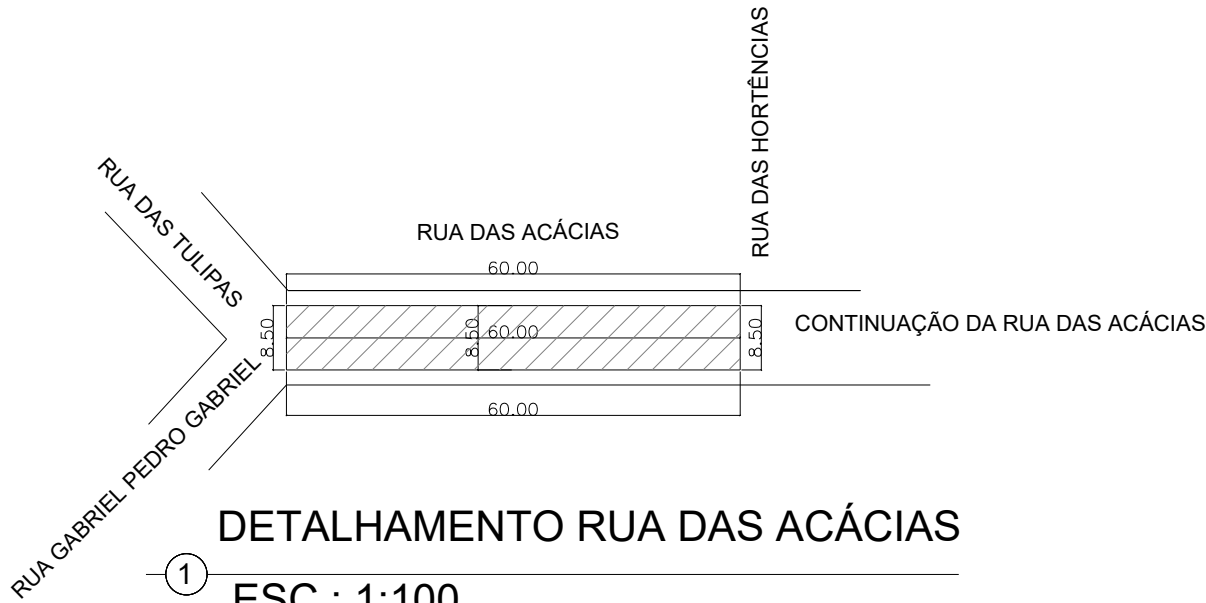 RUA DAS HORTÊNCIAS
RUA DAS TULIPAS
RUA DAS ACÁCIAS
60.00
8.50
8.50
60.00
8.50
CONTINUAÇÃO DA RUA DAS ACÁCIAS
60.00
RUA GABRIEL PEDRO GABRIEL
DETALHAMENTO RUA DAS ACÁCIAS
1
ESC.: 1:100